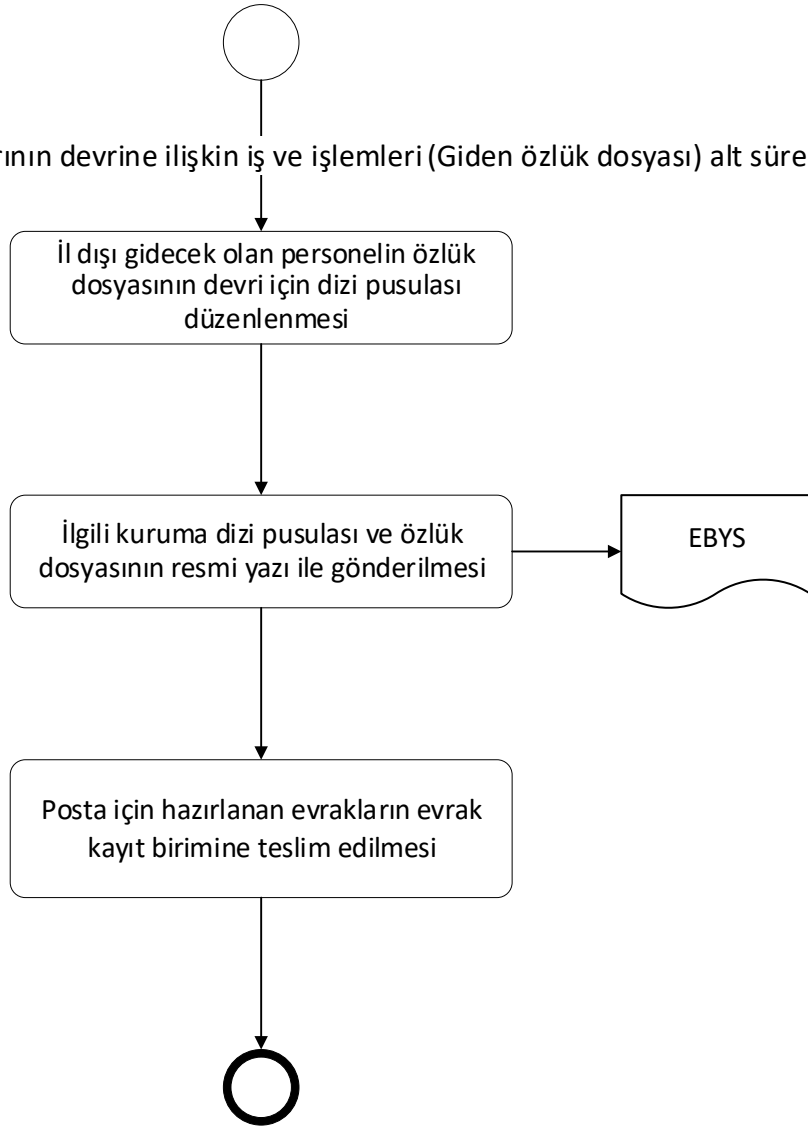 devrine ilişkin iş ve işlemleri (Giden özlük dosyası) alt
İl dışı gidecek olan personelin özlük
dosyasının devri için dizi pusulası
düzenlenmesi
İlgili kuruma dizi pusulası ve özlük
dosyasının resmi yazı ile gönderilmesi
EBYS
Posta için hazırlanan evrakların evrak
kayıt birimine teslim edilmesi